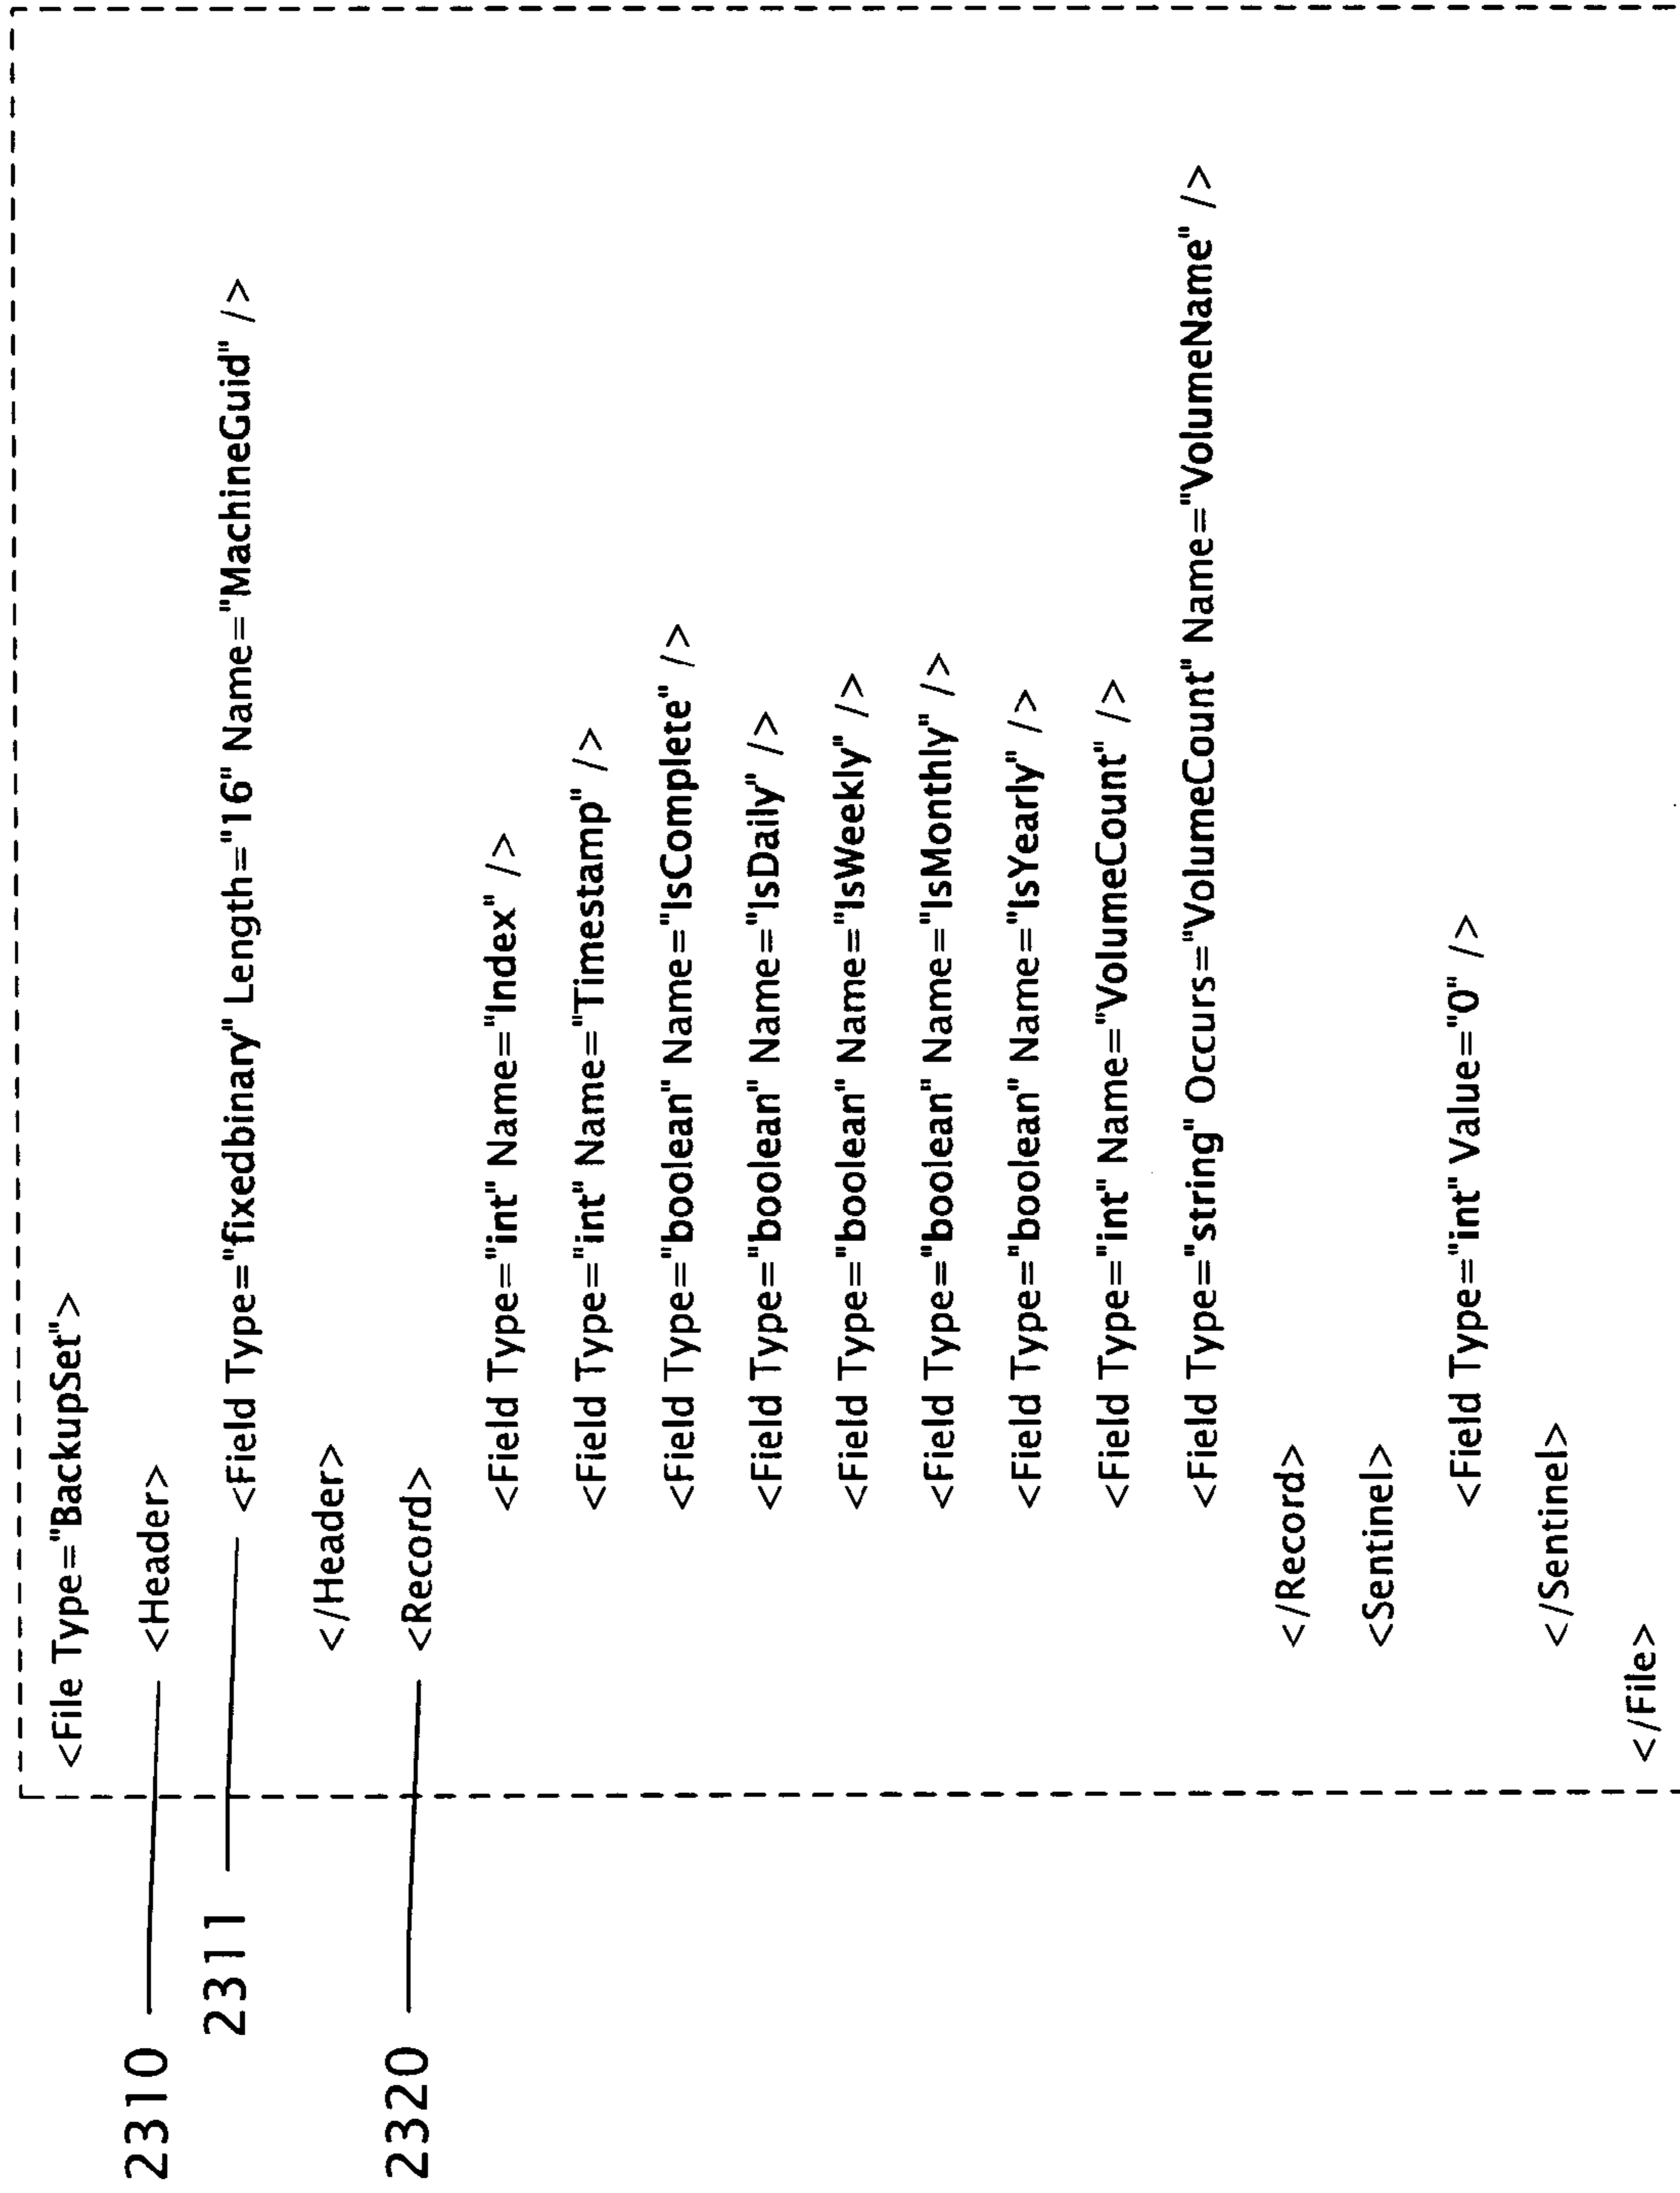 <File Type="BackupSet">
2310 <Header>
2311 <Field Type="fixedbinary" Length="16" Name="MachineGuid" />
</Header>
2320 <Record>
<Field Type="int" Name="Index" />
<Field Type="int" Name="Timestamp" />
<Field Type="boolean" Name="IsComplete" />
<Field Type="boolean" Name="IsDaily" />
<Field Type="boolean" Name="IsWeekly" />
<Field Type="boolean" Name="IsMonthly" />
<Field Type="boolean" Name="IsYearly" />
<Field Type="int" Name="VolumeCount" />
<Field Type="string" Occurs="VolumeCount" Name="VolumeName" />
</Record>
<Sentinel>
<Field Type="int" Value="0" />
</Sentinel>
</File>